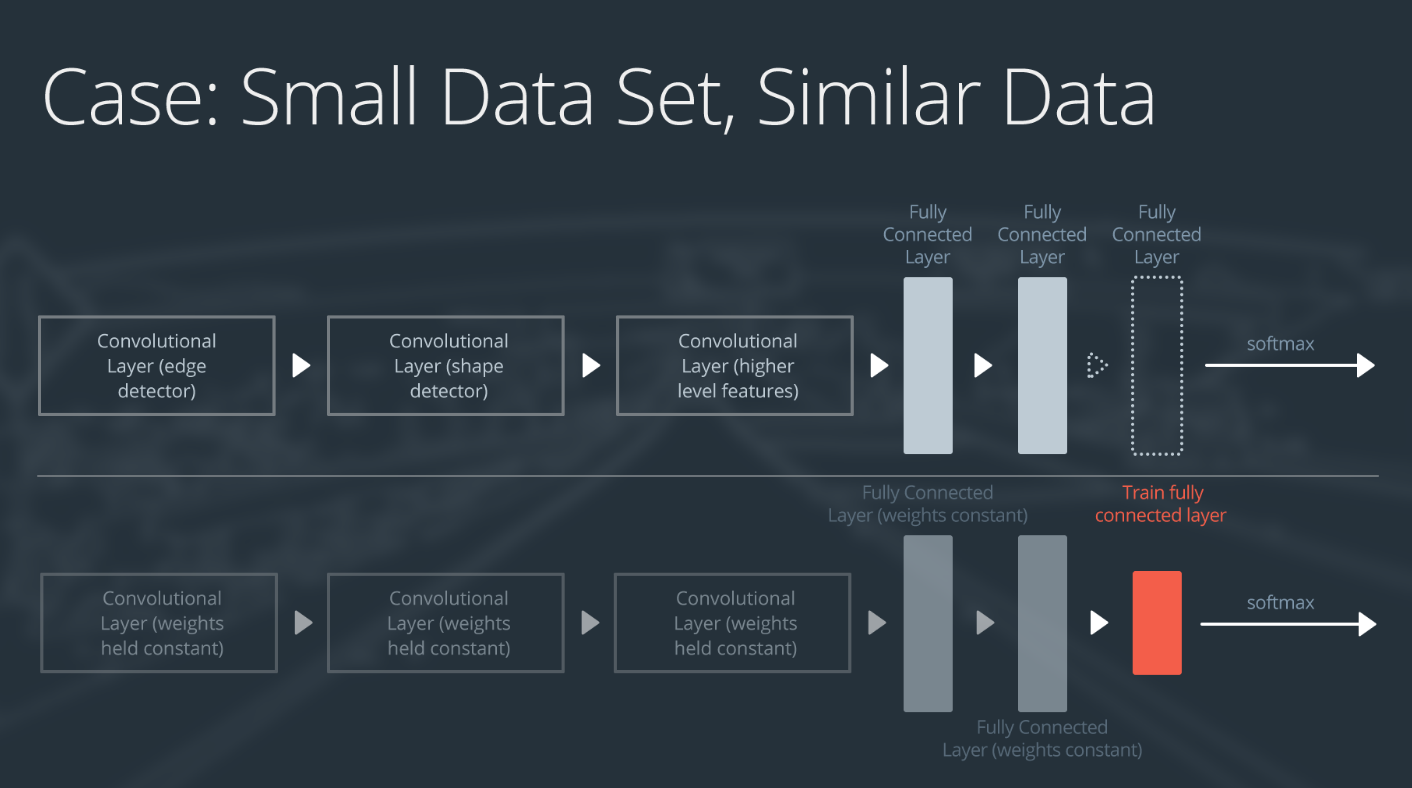 Case: Small Data Set, Similar Data
Fully
Connected
Layer
Fully
Connected
Layer
Fully
Connected
Layer
Convolutional
Layer (edge
detector)
Convolutional
Layer (shape
detector)
Convolutional
Layer (higher
level features)
softmax
Fully Connected
Layer (weights constant)
Train fully
connected layer
Convolutional
Layer (weights
held constant)
Convolutional
Layer (weights
held constant)
Convolutional
Layer (weights
held constant)
softmax
Fully Connected
Layer (weights constant)